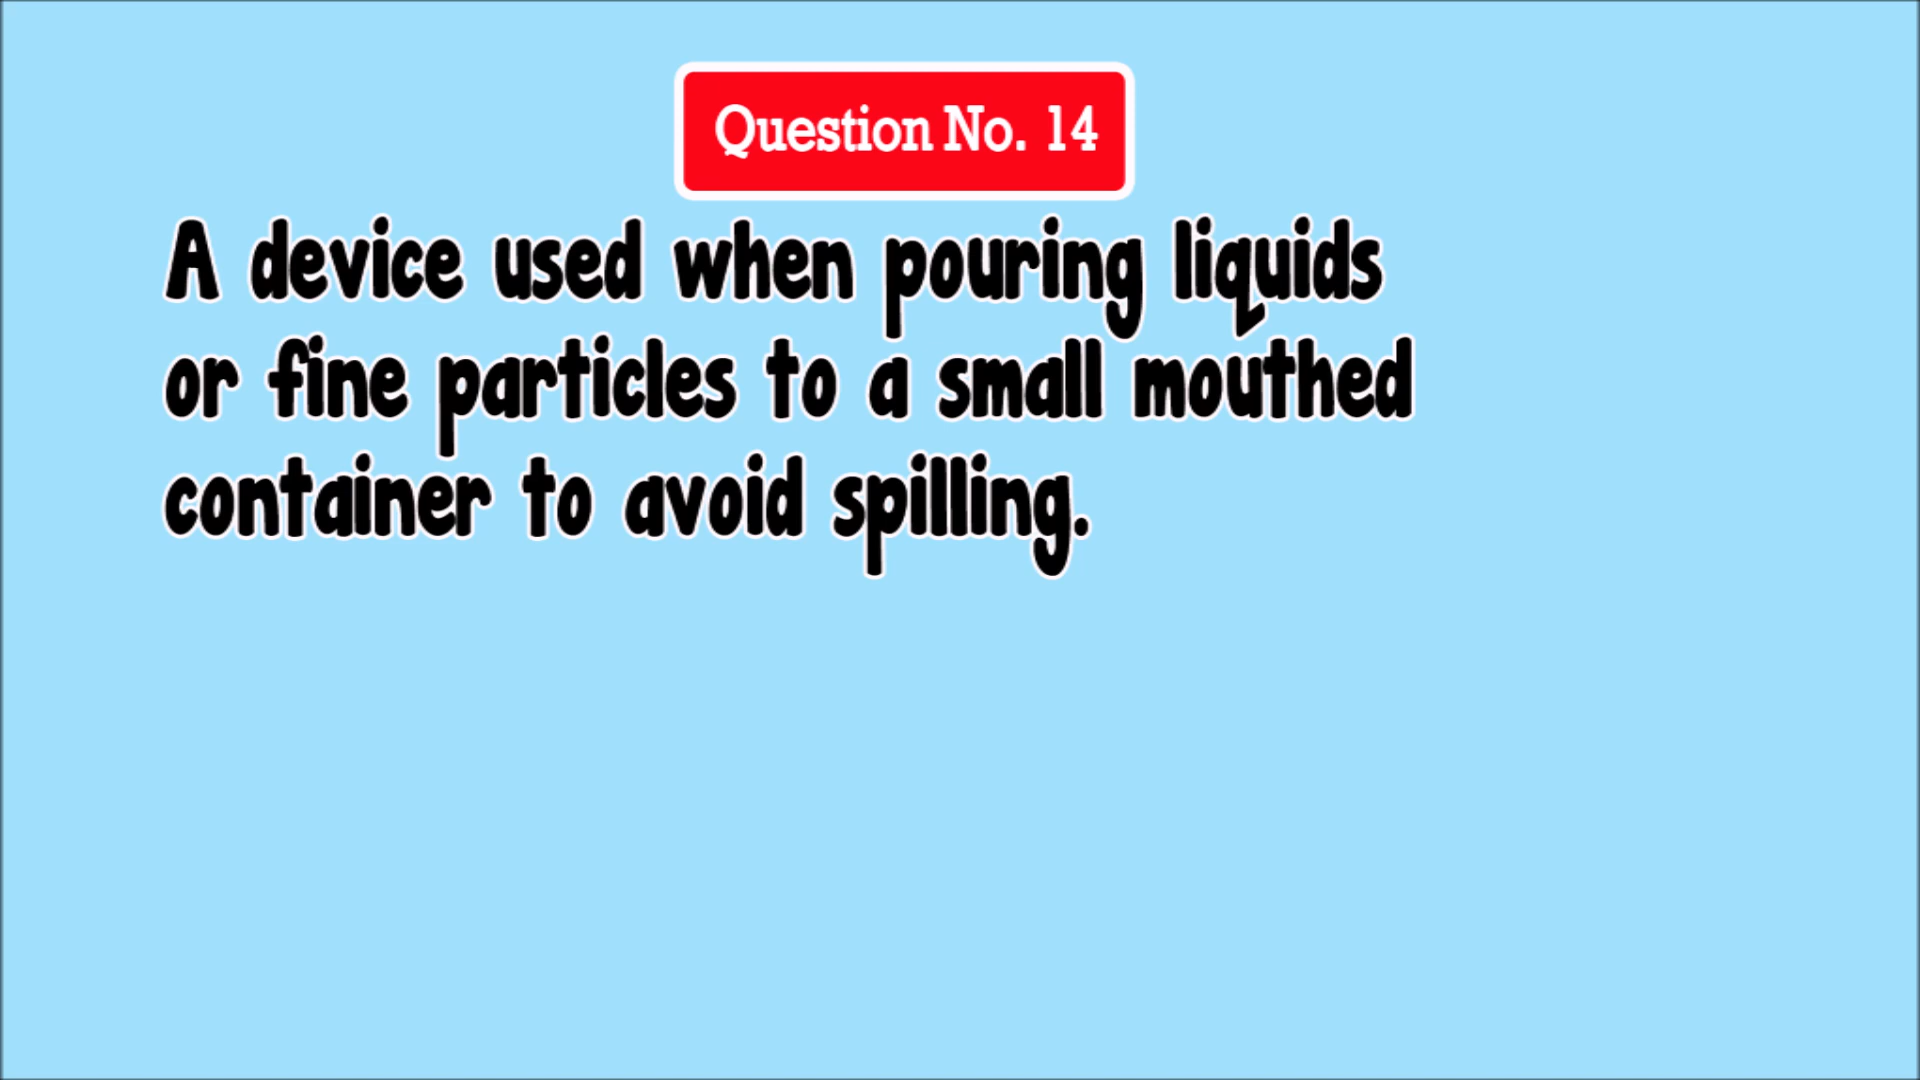 Question No. 14
A device used when pouring liquids
or fine particles to a small mouthed
container to avoid spilling.